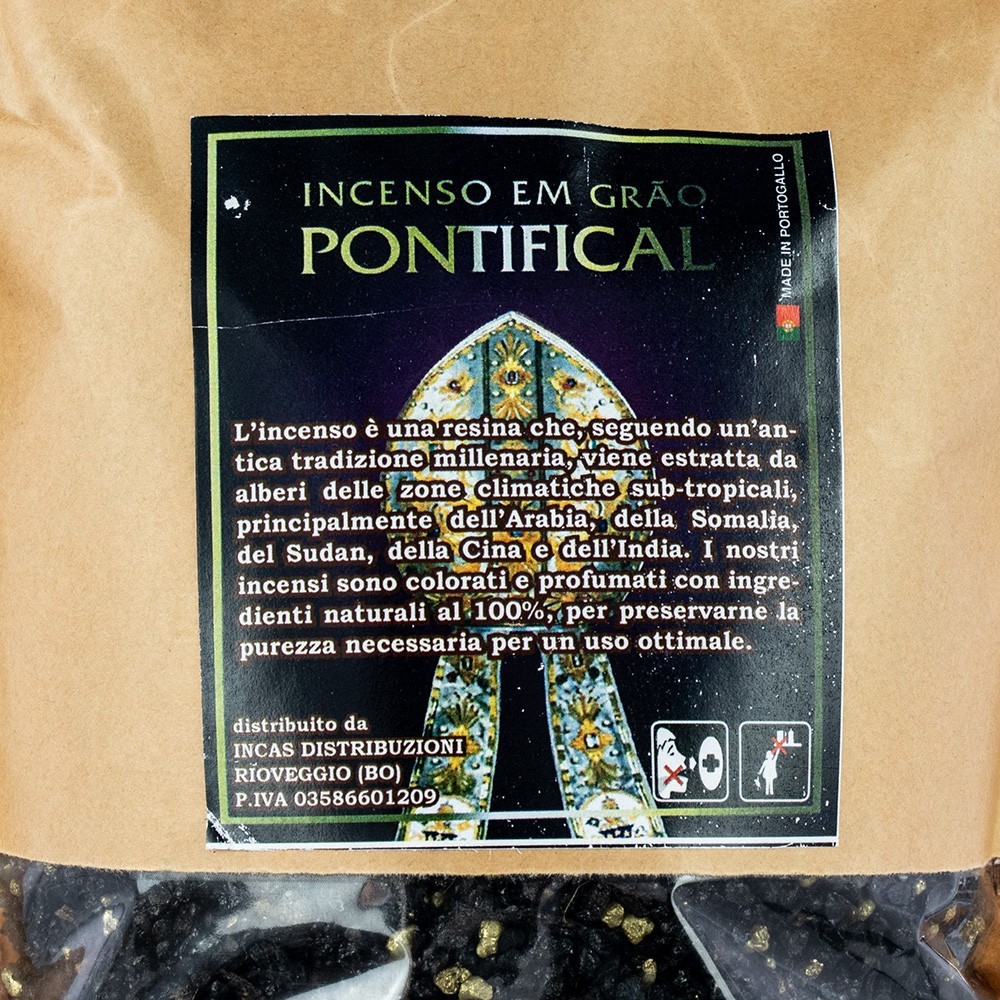 INCENSO EM GRÃO
PONTIFICAL
MADE IN PORTOGALLO
L'incenso è una resina che, seguendo un'an-
tica tradizione millenaria, viene estratta da
alberi delle zone climatiche sub-tropicali,
principalmente dell'Arabia, della Somalia,
del Sudan, della Cina e dell'India. I nostri
incensi sono colorati e profumati con ingre-
dienti naturali al 100%, per preservarne la
purezza necessaria per un uso ottimale.
distribuito da
INCAS DISTRIBUZIONI
RIOVEGGIO (BO)
P.IVA 03586601209